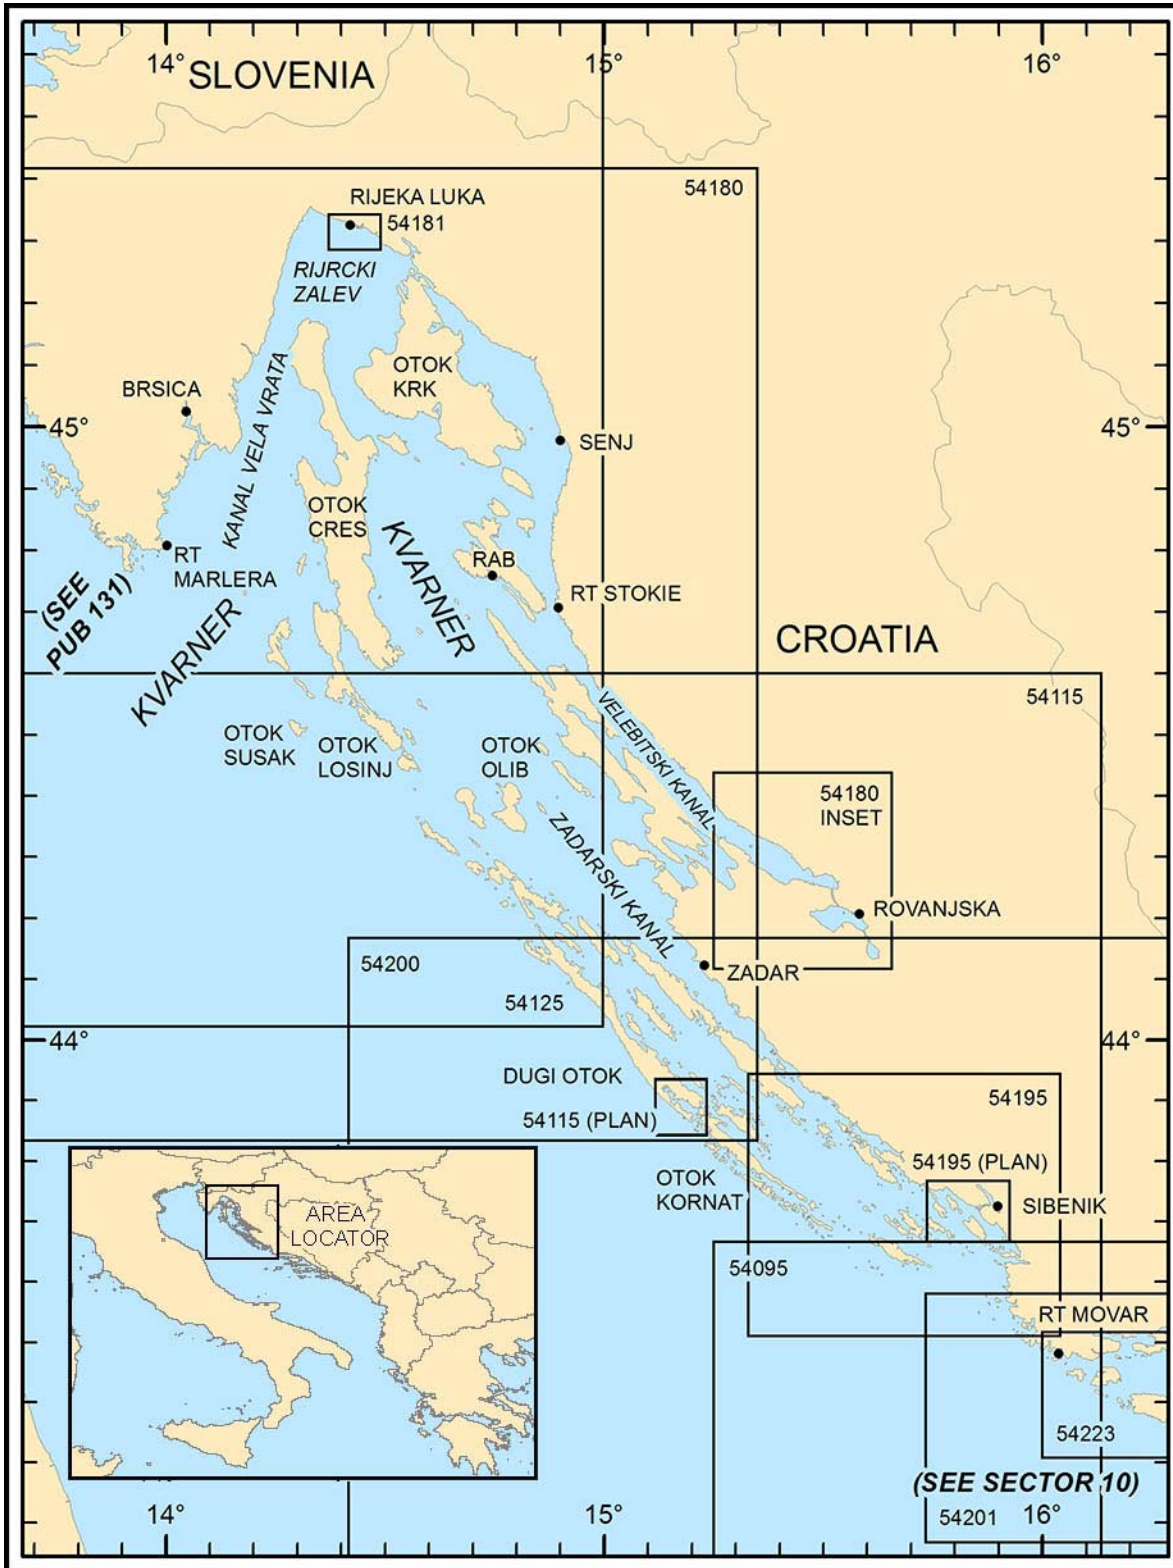 14°
15°
16°
SLOVENIA
54180
RIJEKA LUKA
54181
RIJRCKI
ZALEV
OTOK
KRK
BRSICA
KANAL VELA VRATA
45°
45°
SENJ
OTOK
CRES
KVARNER
RAB
RT
MARLERA
RT STOKIE
(SEE
PUB 131)
KVARNER
CROATIA
54115
VELEBITSKI KANAL
OTOK
SUSAK
OTOK
LOSINJ
OTOK
OLIB
54180
INSET
ZADARSKI KANAL
ROVANJSKA
54200
ZADAR
54125
44°
44°
DUGI OTOK
54195
54115 (PLAN)
54195 (PLAN)
OTOK
KORNAT
SIBENIK
AREA
LOCATOR
54095
RT MOVAR
54223
(SEE SECTOR 10)
54201
14°
15°
16°